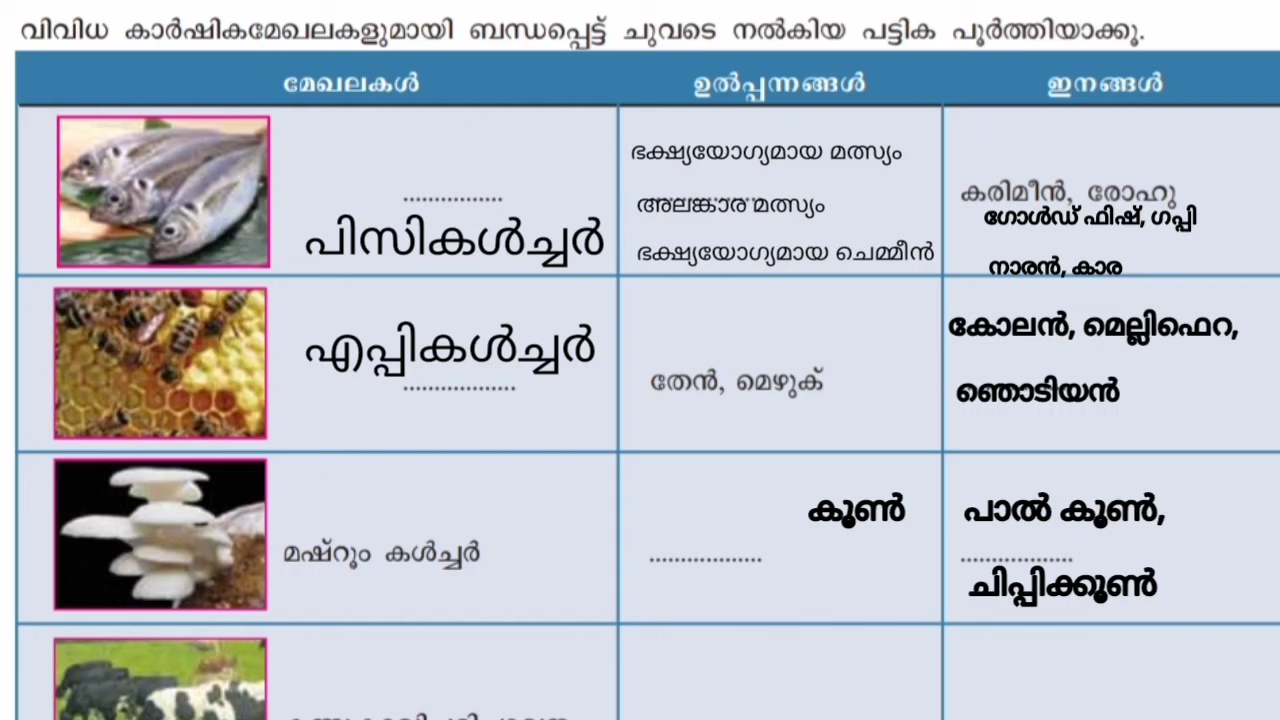 വിവിധ കാർഷികമേഖലകളുമായി ബന്ധപ്പെട്ട് ചുവടെ നൽകിയ പട്ടിക പൂർത്തിയാക്കൂ.
മേഖലകൾ ഉൽപ്പന്നങ്ങൾ ഇനങ്ങൾ
ഭക്ഷ്യയോഗ്യമായ മത്സ്യം
................ കരിമീൻ, രോഹു
അലങ്കാര മത്സ്യം
ഗോൾഡ് ഫിഷ്, ഗപ്പി
പിസികൾച്ചർ
ഭക്ഷ്യയോഗ്യമായ ചെമ്മീൻ
നാരൻ, കാര
കോലൻ, മെല്ലിഫെറ,
എപ്പികൾച്ചർ
..................
തേൻ, മെഴുക്
ഞൊടിയൻ
കൂൺ
പാൽ കൂൺ,
മഷ്റൂം കൾച്ചർ .................. ..................
ചിപ്പിക്കൂൺ